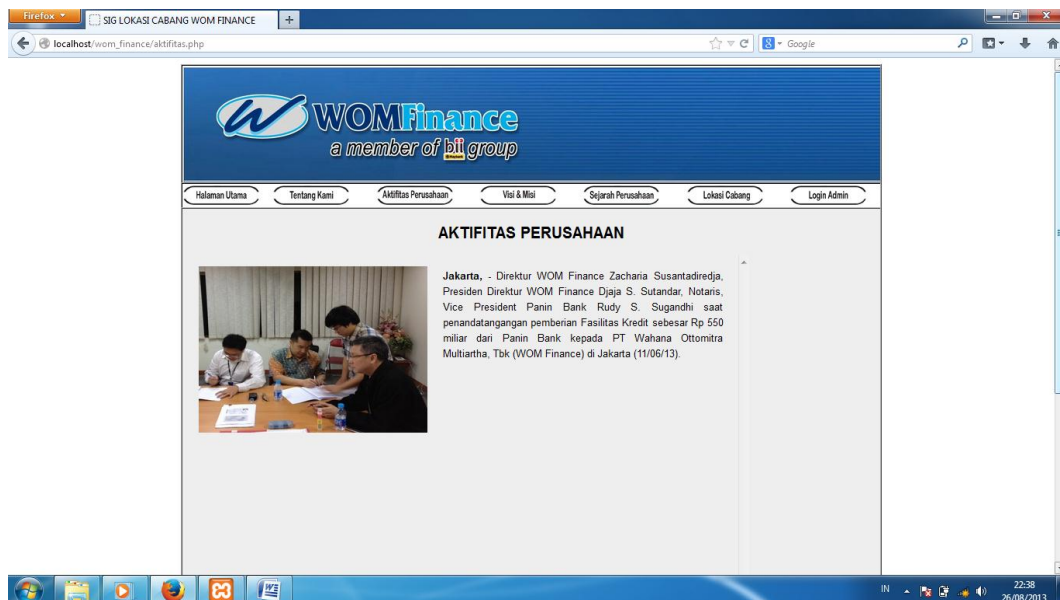 Firefox
SIG LOKASI CABANG WOM FINANCE
localhost/wom_finance/aktifitas.php
Google
W WOMFinance
a member of bii group
Halaman Utama
Tentang Kami
Aktifitas Perusahaan
Visi & Misi
Sejarah Perusahaan
Lokasi Cabang
Login Admin
AKTIFITAS PERUSAHAAN
Jakarta, - Direktur WOM Finance Zacharia Susantadiredja,
Presiden Direktur WOM Finance Djaja S. Sutandar, Notaris,
Vice President Panin Bank Rudy S. Sugandhi saat
penandatangangan pemberian Fasilitas Kredit sebesar Rp 550
miliar dari Panin Bank kepada PT Wahana Ottomitra
Multiartha, Tbk (WOM Finance) di Jakarta (11/06/13).
IN
22:38
26/08/2013